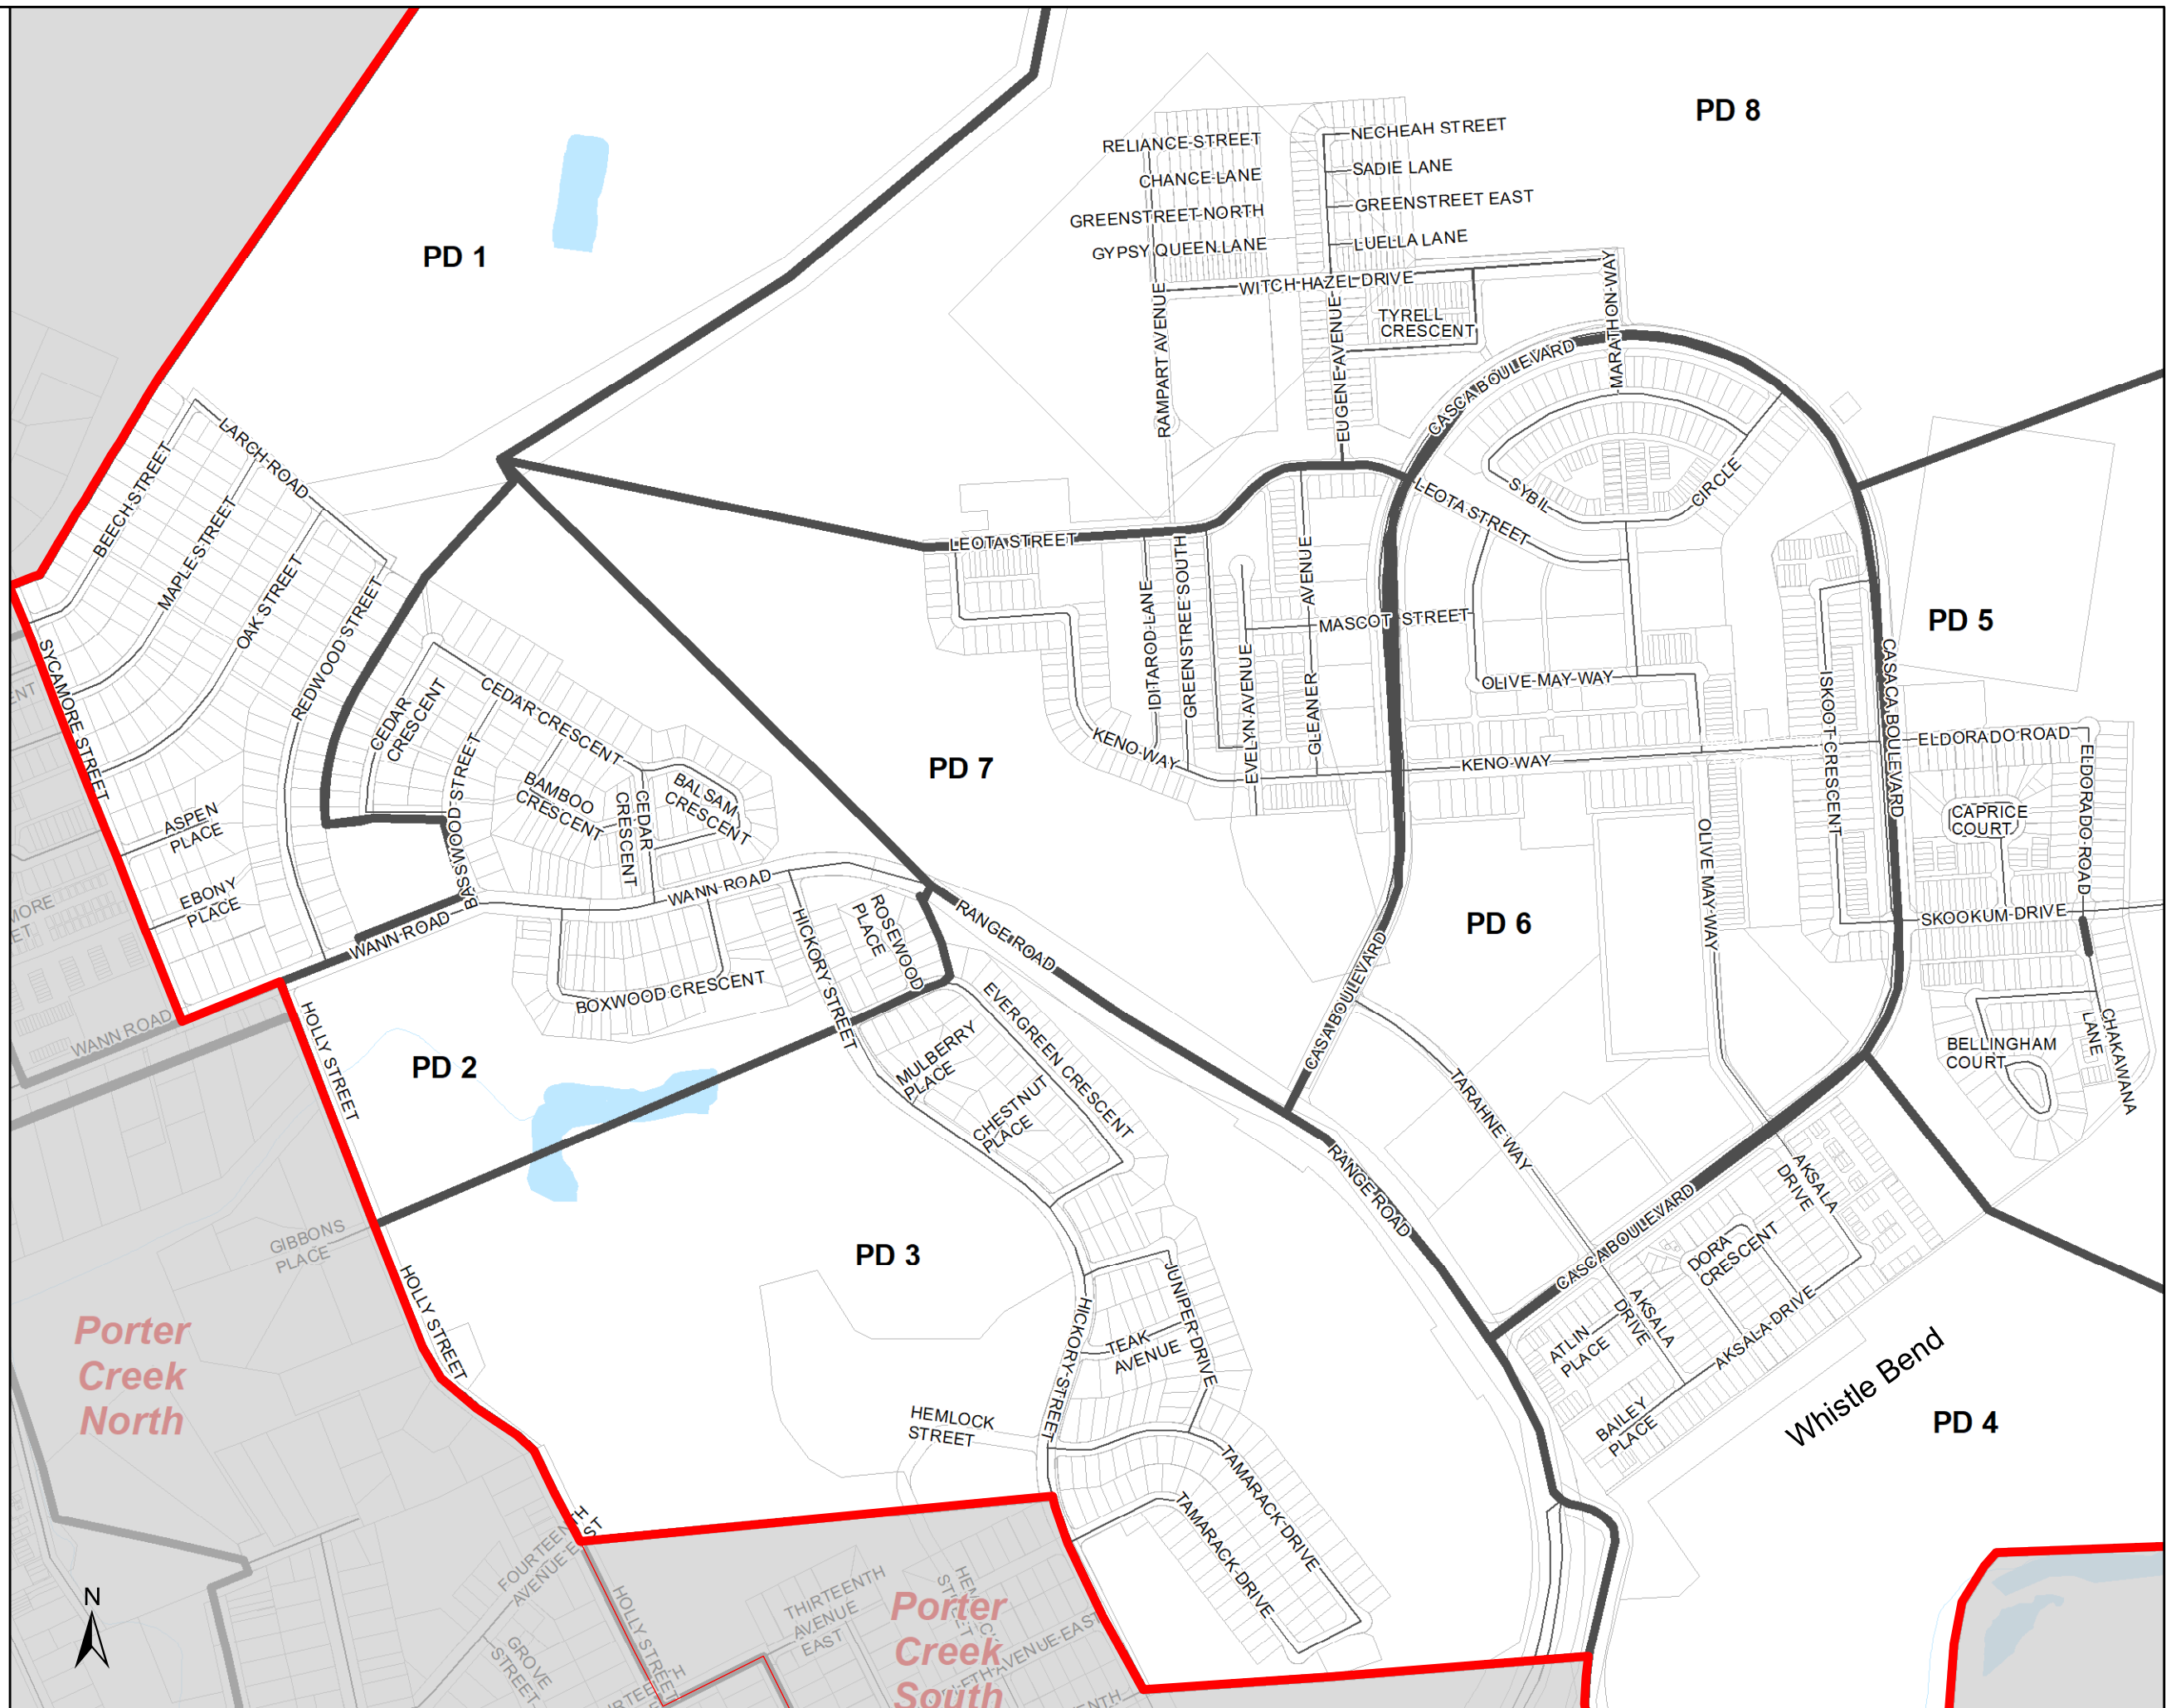 PD 8
RELIANCE STREET
NECHEAH STREET
CHANCE LANE
SADIE LANE
GREENSTREET NORTH
GREENSTREET EAST
GYPSY QUEEN LANE
LUELLA LANE
PD 1
WITCH HAZEL DRIVE
MARATHON WAY
RAMPART AVENUE
EUGENE AVENUE
TYRELL
CRESCENT
CASCA BOULEVARD
LARCH ROAD
BEECH STREET
MAPLE STREET
OAK STREET
REDWOOD STREET
SYCAMORE STREET
LEOTA STREET
LEOTA STREET
SYBIL
CIRCLE
IDITAROD LANE
GREENSTREE SOUTH
AVENUE
GLEANER
MASCOT STREET
EVELYN AVENUE
PD 5
OLIVE MAY WAY
ISKOOT CRESCENT
CASACA BOULEVARD
ELDORADO ROAD
ELDORADO ROAD
KENO WAY
KENO WAY
PD 7
CEDAR
CRESCENT
CEDAR CRESCENT
BASSWOOD STREET
BAMBOO
CRESCENT
CEDAR
CRESCENT
BALSAM
CRESCENT
ASPEN
PLACE
EBONY
PLACE
CAPRICE
COURT
OLIVE MAY WAY
WANN ROAD
WANN ROAD
WANN ROAD
ENT
MORE
ET
HICKORY STREET
ROSEWOOD
PLACE
RANGE ROAD
PD 6
SKOOKUM DRIVE
BOXWOOD CRESCENT
EVERGREEN CRESCENT
CASA BOULEVARD
BELLINGHAM
COURT
CHAKAWANA
LANE
HOLLY STREET
PD 2
MULBERRY
PLACE
CHESTNUT
PLACE
TARAHNE WAY
RANGE ROAD
AKSALA
DRIVE
CASCA BOULEVARD
DORA
CRESCENT
GIBBONS
PLACE
PD 3
HOLLY STREET
JUNIPER DRIVE
HICKORY STREET
TEAK
AVENUE
AKSALA
DRIVE
ATLIN
PLACE
AKSALA DRIVE
BAILEY
PLACE
Whistle Bend
PD 4
Porter
Creek
North
HEMLOCK
STREET
TAMARACK DRIVE
TAMARACK DRIVE
H
ST
FOURTEEN
AVENUE E
HOLLY STREET
THIRTEENTH
AVENUE
EAST
GROVE
STREET
N
Porter
Creek
South